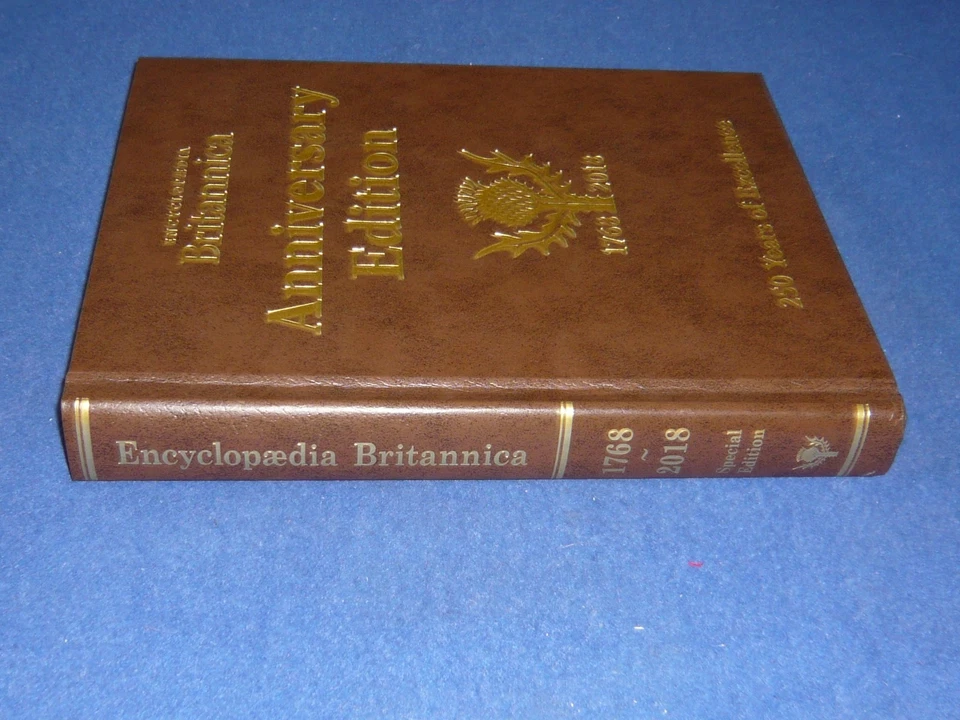 ENCYCLOPÆDIA
Britannica
Anniversary
Edition
1768 2018
250 Years of Excellence
Encyclopædia Britannica
1768
~
2018
Special
Edition